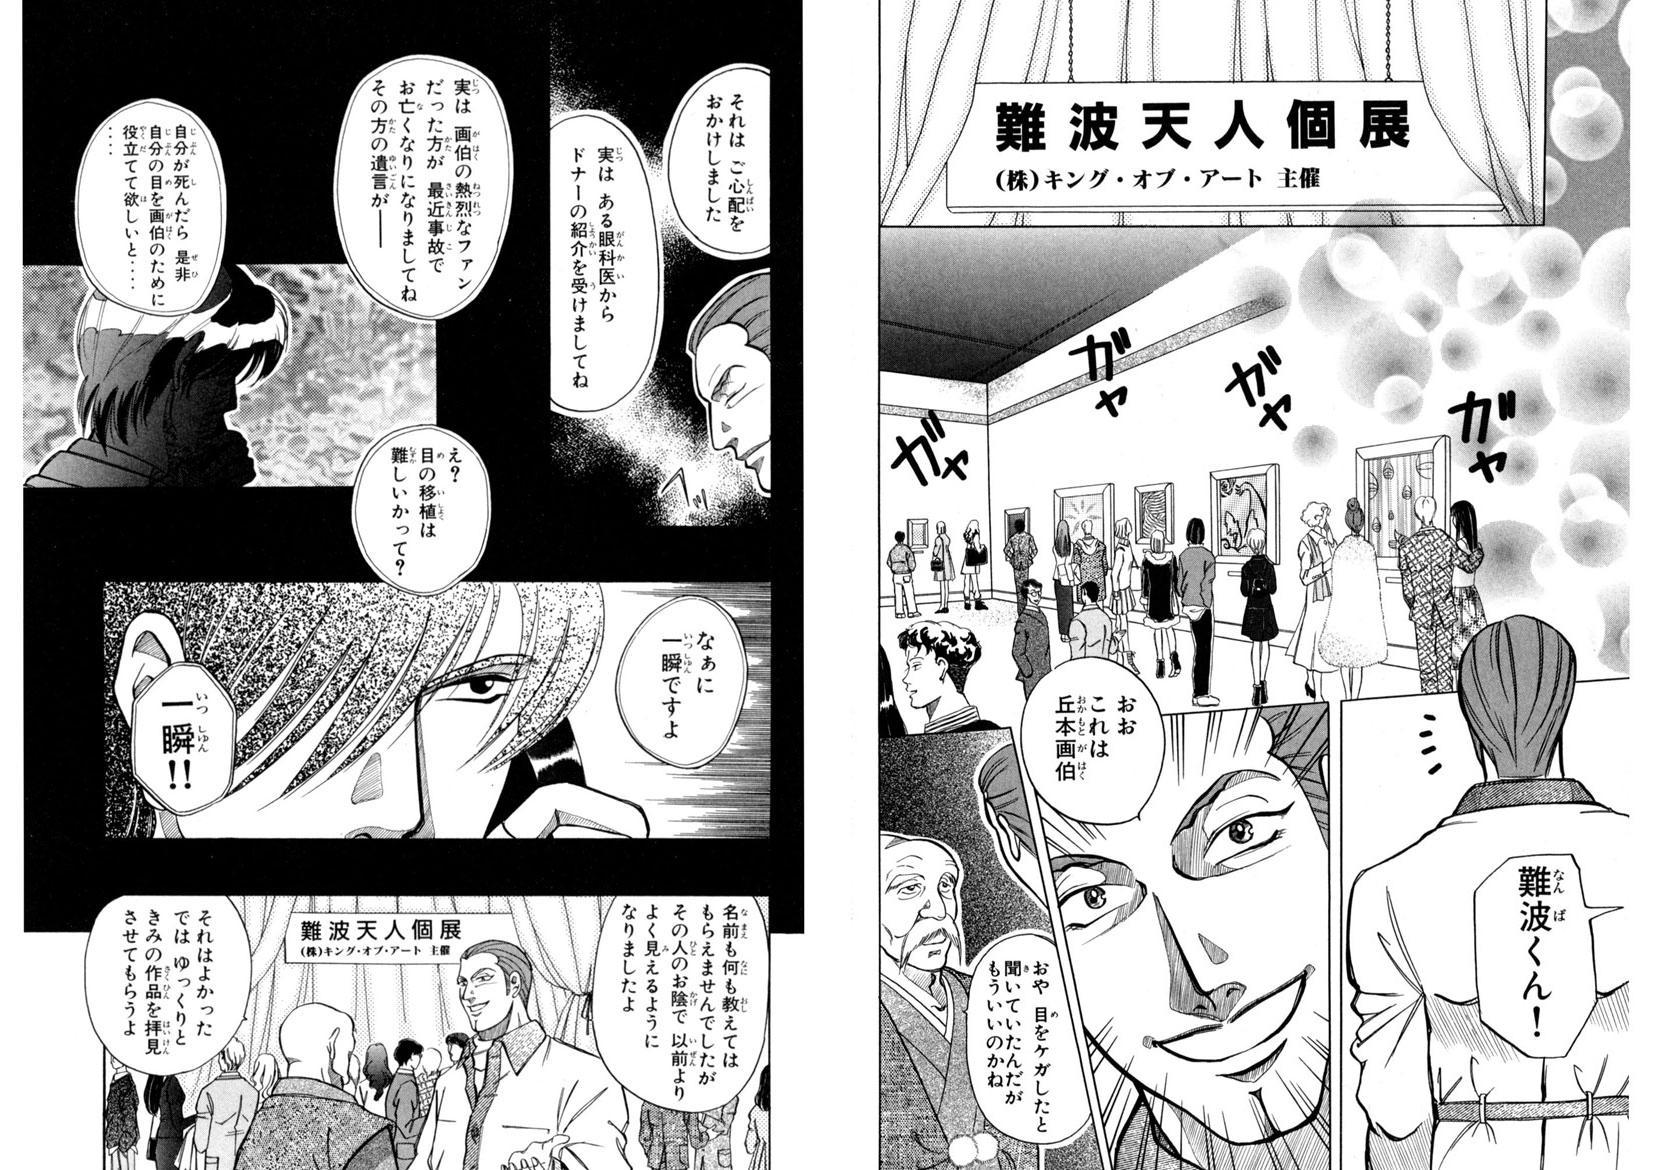 難波天人個展
(株)キング・オブ・アート 主催
ガヤ
ガヤ
ガヤ
ガヤ
難波くん!
おお
これは
丘本画伯
おや 目をケガしたと
聞いていたんだが
もういいのかね
それは ご心配を
おかけしました
実は ある眼科医から
ドナーの紹介を受けましてね
実は 画伯の熱烈なファン
だった方が 最近事故で
お亡くなりになりましてね
その方の遺言が──
自分が死んだら 是非
自分の目を画伯のために
役立てて欲しいと‥‥
‥‥
え?
目の移植は
難しいかって?
なぁに
一瞬ですよ
一瞬!!
名前も何も教えては
もらえませんでしたが
その人のお陰で 以前より
よく見えるように
なりましたよ
難波天人個展
(株)キング・オブ・アート 主催
それはよかった
では ゆっくりと
きみの作品を拝見
させてもらうよ